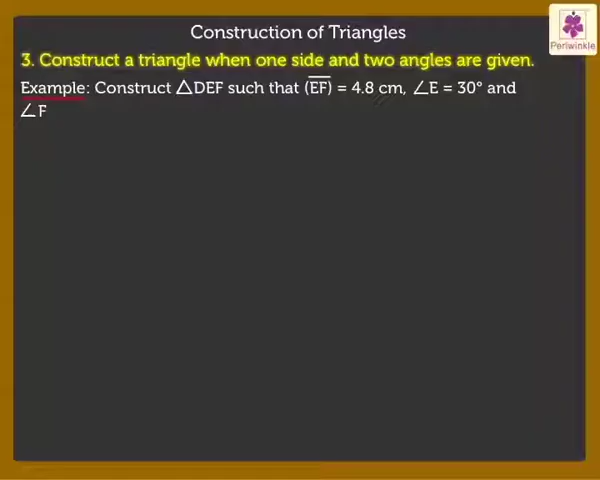 Construction of Triangles
Periwinkle
3. Construct a triangle when one side and two angles are given.
Example: Construct △DEF such that (E̅F̅) = 4.8 cm, ∠E = 30° and
∠F